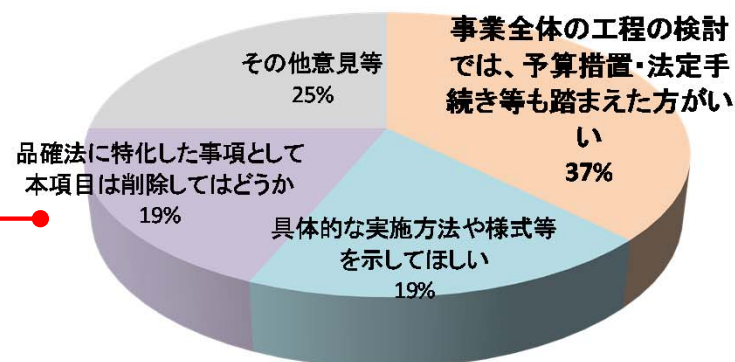 事業全体の工程の検討
では、予算措置・法定手
続き等も踏まえた方がい
い
37%
具体的な実施方法や様式等
を示してほしい
19%
品確法に特化した事項として
本項目は削除してはどうか
19%
その他意見等
25%